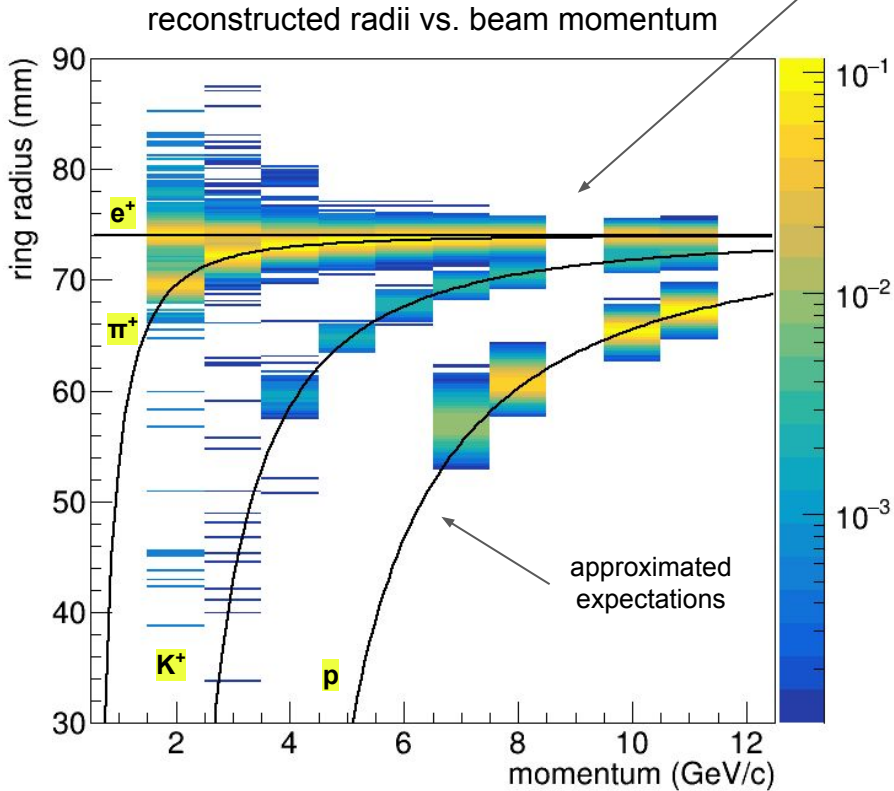 reconstructed radii vs. beam momentum
ring radius (mm)
90
80
70
60
50
40
30
e⁺
π⁺
K⁺
p
approximated
expectations
2 4 6 8 10 12
momentum (GeV/c)
10⁻¹
10⁻²
10⁻³